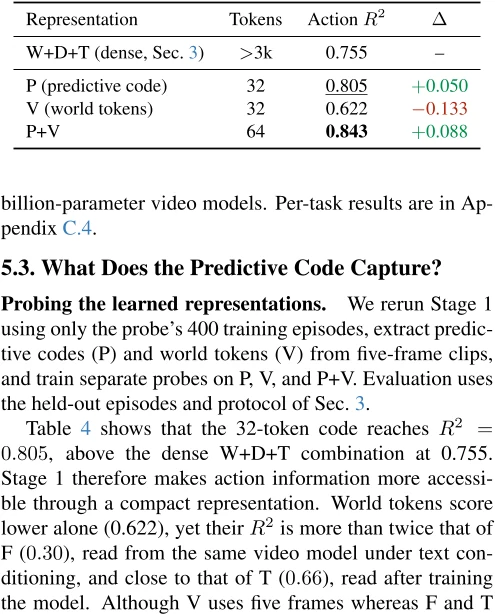 Representation Tokens Action R² Δ
W+D+T (dense, Sec. 3) >3k 0.755 –
P (predictive code) 32 0.805 +0.050
V (world tokens) 32 0.622 −0.133
P+V 64 0.843 +0.088
billion-parameter video models. Per-task results are in Ap-
pendix C.4.
5.3. What Does the Predictive Code Capture?
Probing the learned representations. We rerun Stage 1
using only the probe's 400 training episodes, extract predic-
tive codes (P) and world tokens (V) from five-frame clips,
and train separate probes on P, V, and P+V. Evaluation uses
the held-out episodes and protocol of Sec. 3.
Table 4 shows that the 32-token code reaches R² =
0.805, above the dense W+D+T combination at 0.755.
Stage 1 therefore makes action information more accessi-
ble through a compact representation. World tokens score
lower alone (0.622), yet their R² is more than twice that of
F (0.30), read from the same video model under text con-
ditioning, and close to that of T (0.66), read after training
the model. Although V uses five frames whereas F and T